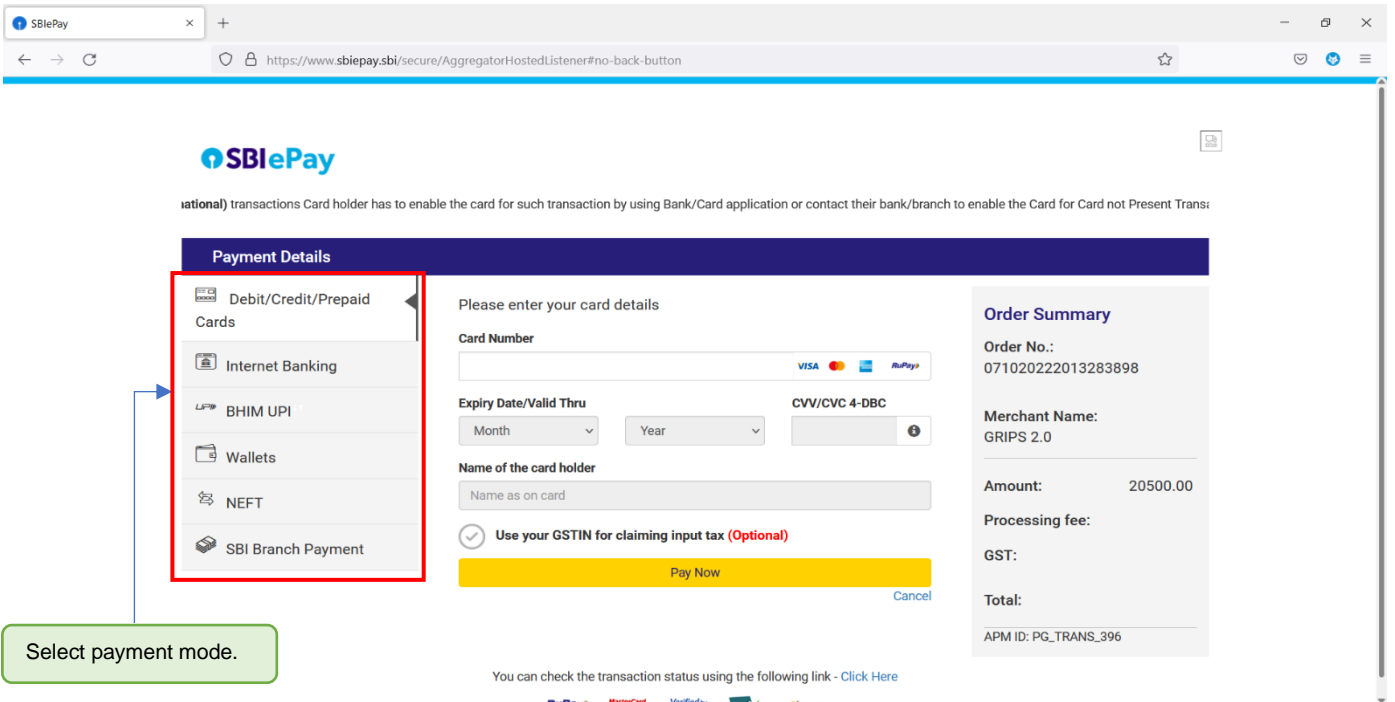 SBIePay
https://www.sbiepay.sbi/secure/AggregatorHostedListener#no-back-button
SBIePay
national) transactions Card holder has to enable the card for such transaction by using Bank/Card application or contact their bank/branch to enable the Card for Card not Present
Payment Details
Debit/Credit/Prepaid
Cards
Internet Banking
UPI BHIM UPI
Wallets
NEFT
SBI Branch Payment
Select payment mode.
Please enter your card details
Card Number
VISA RuPay
Expiry Date/Valid Thru CVV/CVC 4-DBC
Month Year
Name of the card holder
Name as on card
Use your GSTIN for claiming input tax (Optional)
Pay Now
Cancel
Order Summary
Order No.:
071020222013283898
Merchant Name:
GRIPS 2.0
Amount: 20500.00
Processing fee:
GST:
Total:
APM ID: PG_TRANS_396
You can check the transaction status using the following link - Click Here